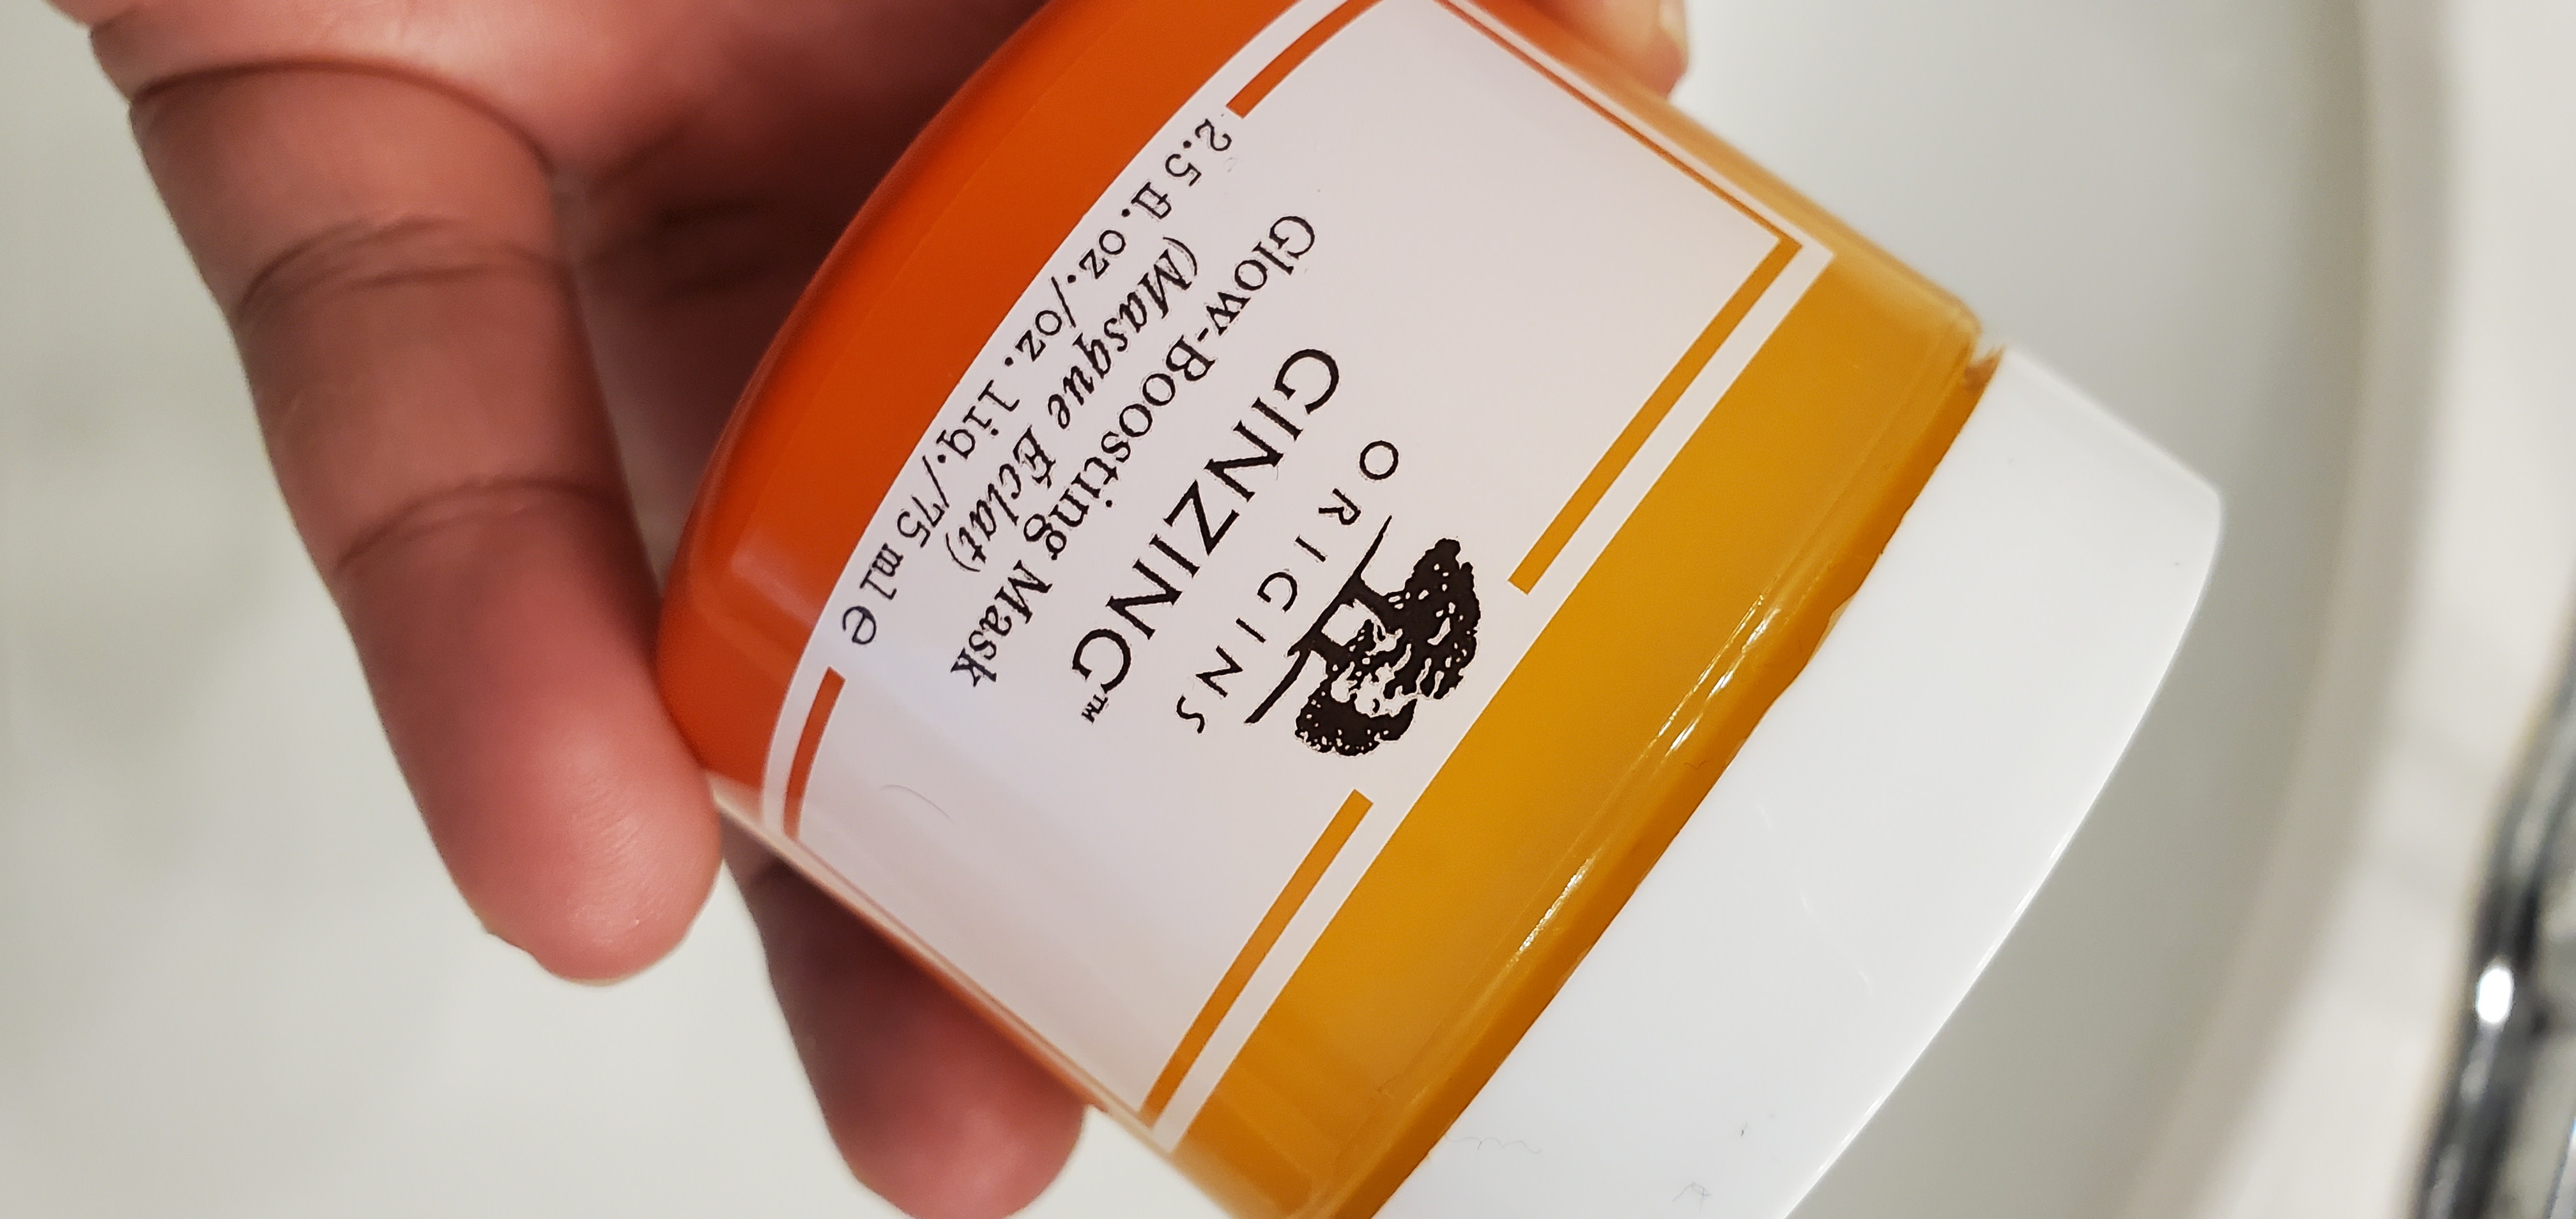 ORIGINS
GINZING™
Glow-Boosting Mask
(Masque Éclat)
2.5 fl. oz./oz. liq./75 ml e